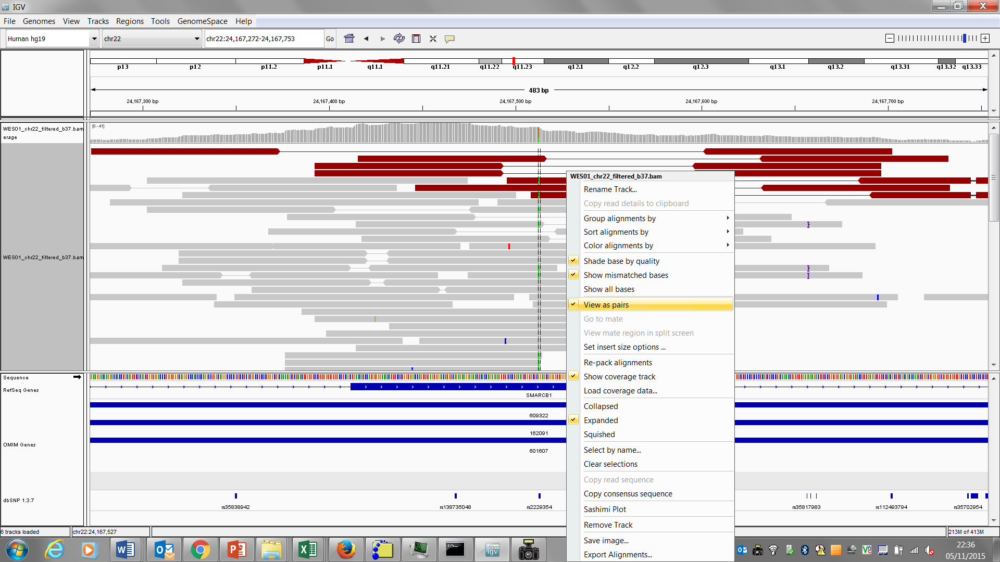 IGV
File Genomes View Tracks Regions Tools GenomeSpace Help
Human hg19 chr22 chr22:24,167,272-24,167,753 Go
p13 p12 p11.2 p11.1 q11.1 q11.21 q11.22 q11.23 q12.1 q12.2 q12.3 q13.1 q13.2 q13.31 q13.32 q13.33
483 bp
24,167,300 bp 24,167,400 bp 24,167,500 bp 24,167,600 bp 24,167,700 bp
WES01_chr22_filtered_b37.bam
erage
[0 - 41]
WES01_chr22_filtered_b37.bam
WES01_chr22_filtered_b37.bam
Rename Track...
Copy read details to clipboard
Group alignments by
Sort alignments by
Color alignments by
Shade base by quality
Show mismatched bases
Show all bases
View as pairs
Go to mate
View mate region in split screen
Set insert size options ...
Re-pack alignments
Show coverage track
Load coverage data...
Collapsed
Expanded
Squished
Select by name...
Clear selections
Copy read sequence
Copy consensus sequence
Sashimi Plot
Remove Track
Save image...
Export Alignments...
Sequence
RefSeq Genes
SMARCB1
609322
162091
OMIM Genes
601607
dbSNP 1.3.7
rs35838942 rs138735048 rs2229354 rs35817983 rs112493794 rs35702954
6 tracks loaded chr22:24,167,527 213M of 413M
22:36
05/11/2015